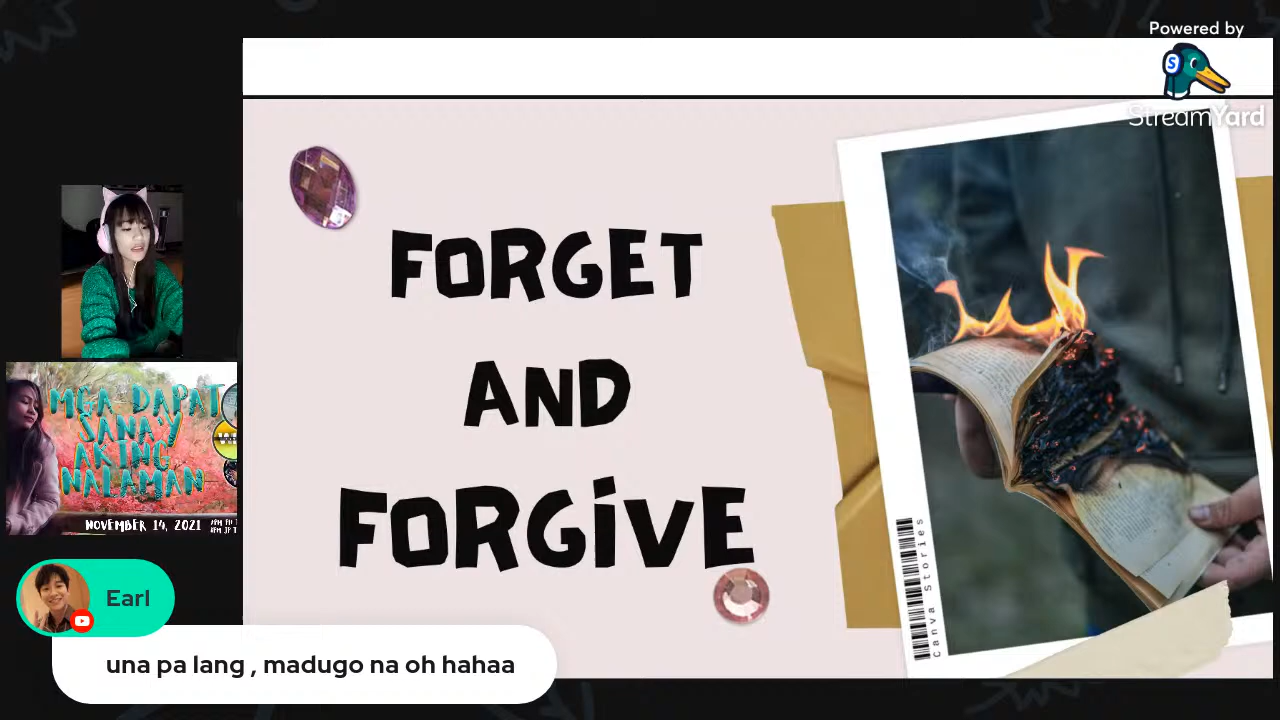 Powered by
StreamYard
FORGET
AND
FORGIVE
Canva Stories
MGA DAPAT
SANA'Y
AKING
NALAMAN
NOVEMBER 14, 2021
Earl
una pa lang , madugo na oh hahaa